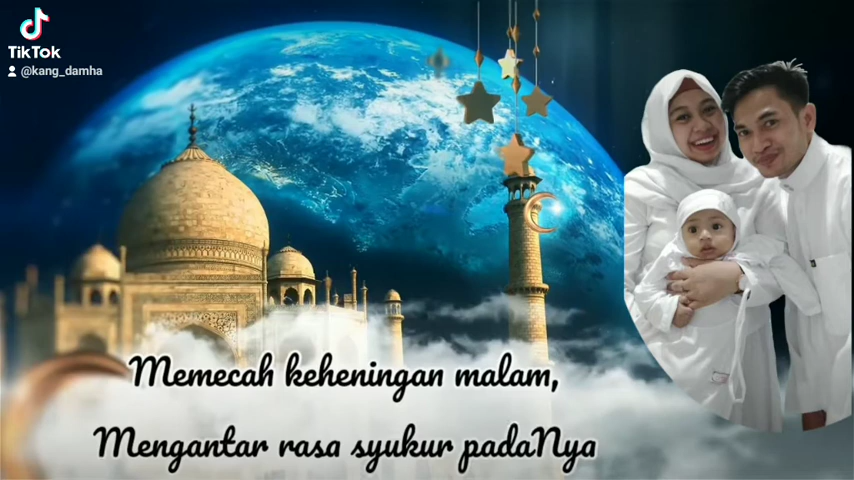 TikTok
@kang_damha
Memecah keheningan malam,
Mengantar rasa syukur padaNya